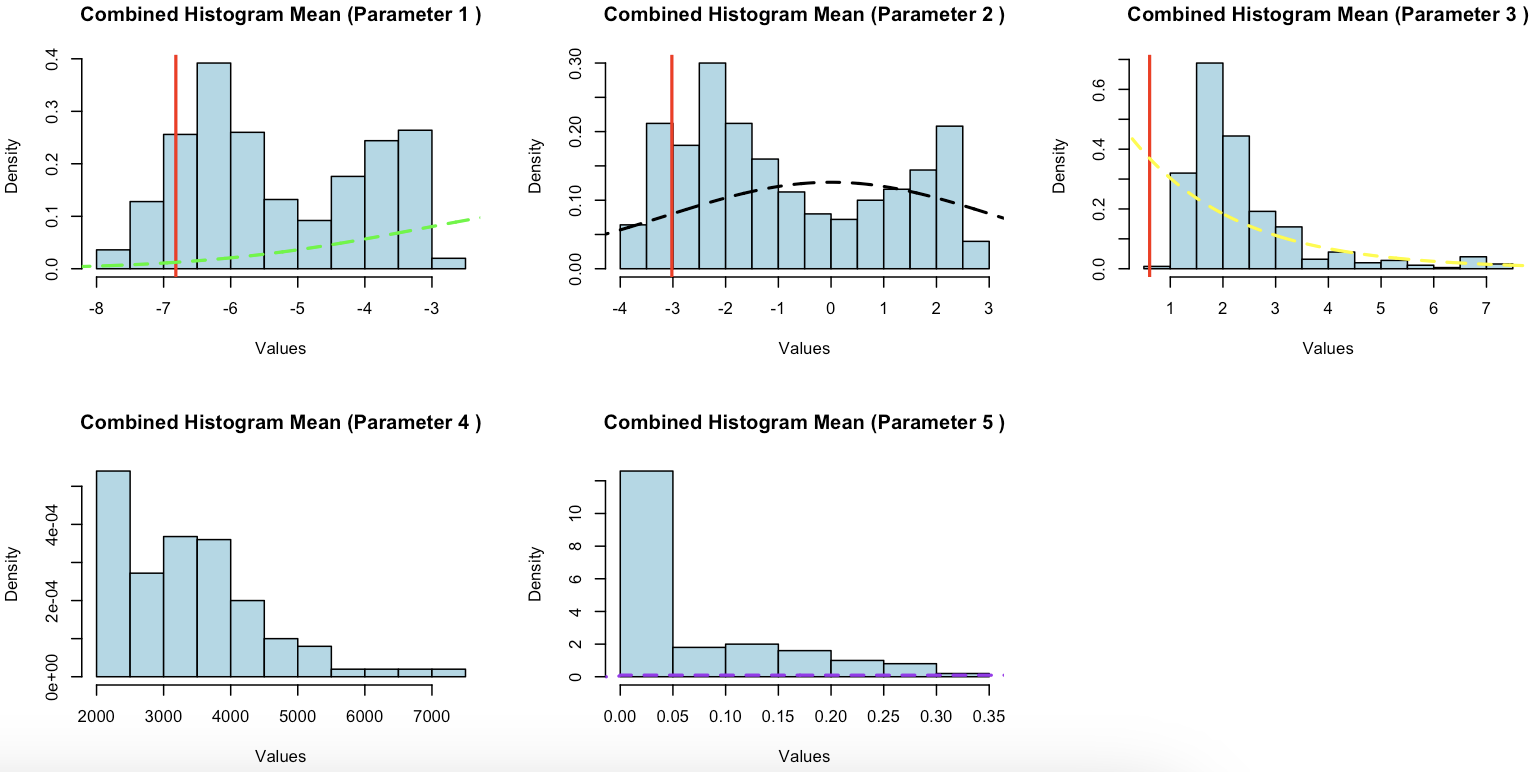 Combined Histogram Mean (Parameter 1 )
Density
0.0 0.1 0.2 0.3 0.4
-8 -7 -6 -5 -4 -3
Values
Combined Histogram Mean (Parameter 2 )
Density
0.00 0.10 0.20 0.30
-4 -3 -2 -1 0 1 2 3
Values
Combined Histogram Mean (Parameter 3 )
Density
0.0 0.2 0.4 0.6
1 2 3 4 5 6 7
Values
Combined Histogram Mean (Parameter 4 )
Density
0e+00 2e-04 4e-04
2000 3000 4000 5000 6000 7000
Values
Combined Histogram Mean (Parameter 5 )
Density
0 2 4 6 8 10
0.00 0.05 0.10 0.15 0.20 0.25 0.30 0.35
Values